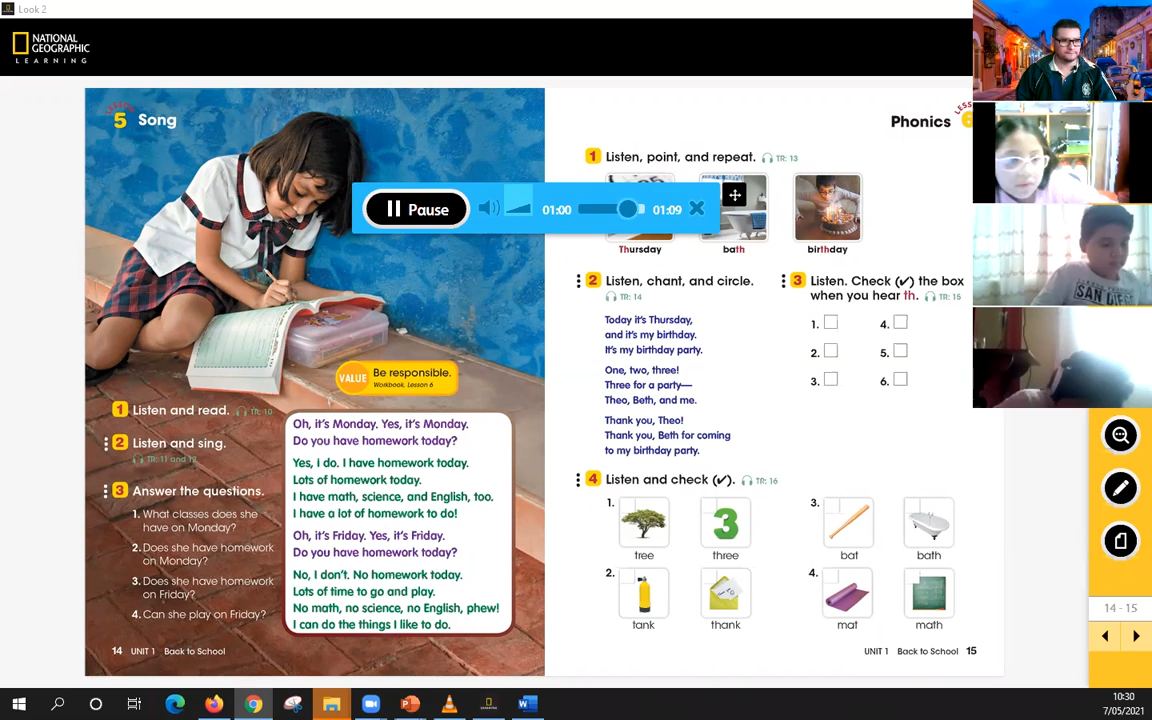 Look 2
NATIONAL
GEOGRAPHIC
LEARNING
LESSON
5 Song
VALUE
Be responsible.
Workbook, Lesson 6
1 Listen and read. TR: 10
2 Listen and sing.
TR: 11 and 12
3 Answer the questions.
1. What classes does she
have on Monday?
2. Does she have homework
on Monday?
3. Does she have homework
on Friday?
4. Can she play on Friday?
Oh, it's Monday. Yes, it's Monday.
Do you have homework today?
Yes, I do. I have homework today.
Lots of homework today.
I have math, science, and English, too.
I have a lot of homework to do!
Oh, it's Friday. Yes, it's Friday.
Do you have homework today?
No, I don't. No homework today.
Lots of time to go and play.
No math, no science, no English, phew!
I can do the things I like to do.
14 UNIT 1 Back to School
Pause
01:00
01:09
Phonics
1 Listen, point, and repeat. TR: 13
Thursday
bath
birthday
2 Listen, chant, and circle.
TR: 14
Today it's Thursday,
and it's my birthday.
It's my birthday party.
One, two, three!
Three for a party—
Theo, Beth, and me.
Thank you, Theo!
Thank you, Beth for coming
to my birthday party.
3 Listen. Check (✓) the box
when you hear th. TR: 15
1. 4.
2. 5.
3. 6.
4 Listen and check (✓). TR: 16
1.
tree
three
2.
tank
thank
3.
bat
bath
4.
mat
math
UNIT 1 Back to School 15
SAN DIEGO
14 - 15
10:30
7/05/2021